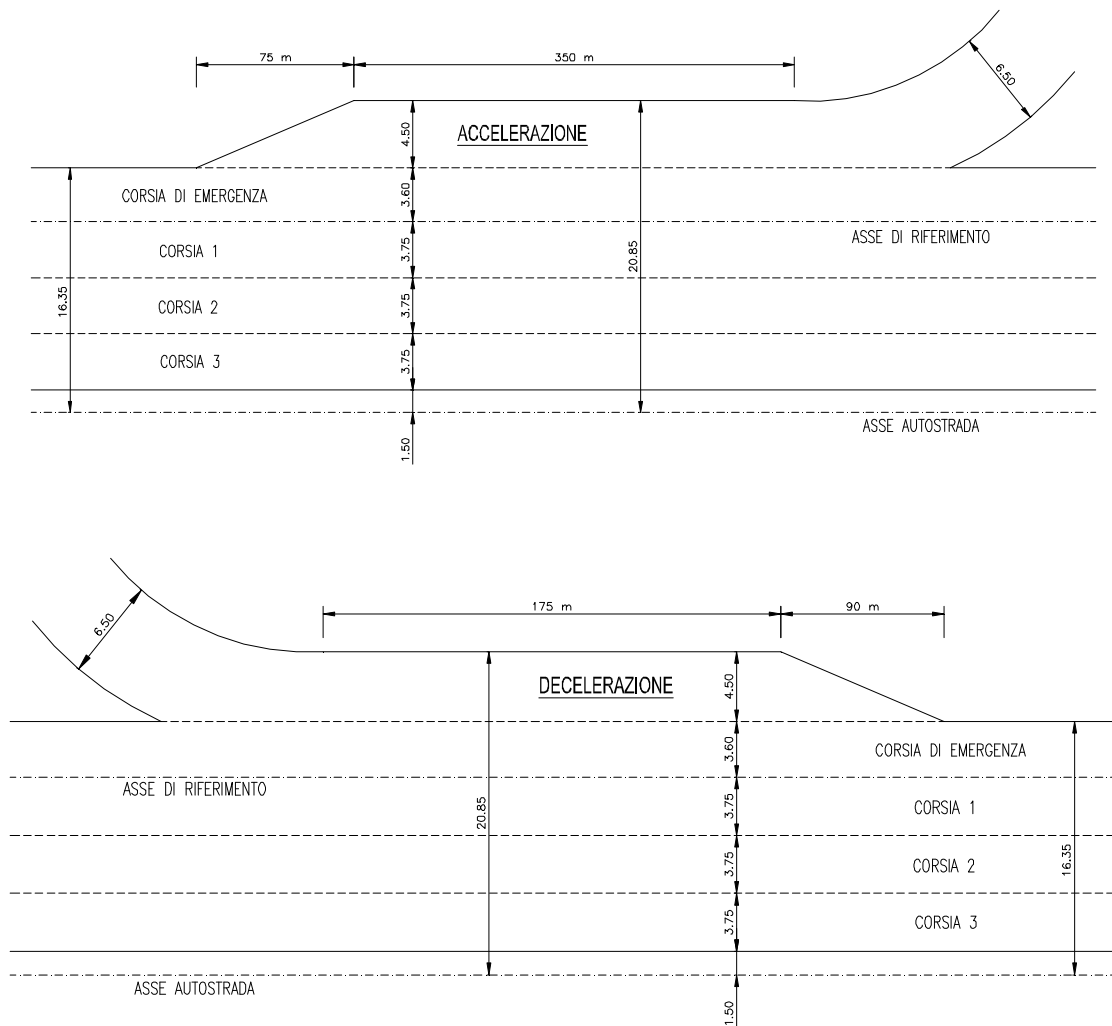 75 m
350 m
6.50
4.50
ACCELERAZIONE
CORSIA DI EMERGENZA
3.60
ASSE DI RIFERIMENTO
CORSIA 1
3.75
20.85
16.35
CORSIA 2
3.75
CORSIA 3
3.75
ASSE AUTOSTRADA
1.50
175 m
90 m
6.50
4.50
DECELERAZIONE
3.60
CORSIA DI EMERGENZA
ASSE DI RIFERIMENTO
20.85
3.75
CORSIA 1
3.75
CORSIA 2
16.35
3.75
CORSIA 3
ASSE AUTOSTRADA
1.50